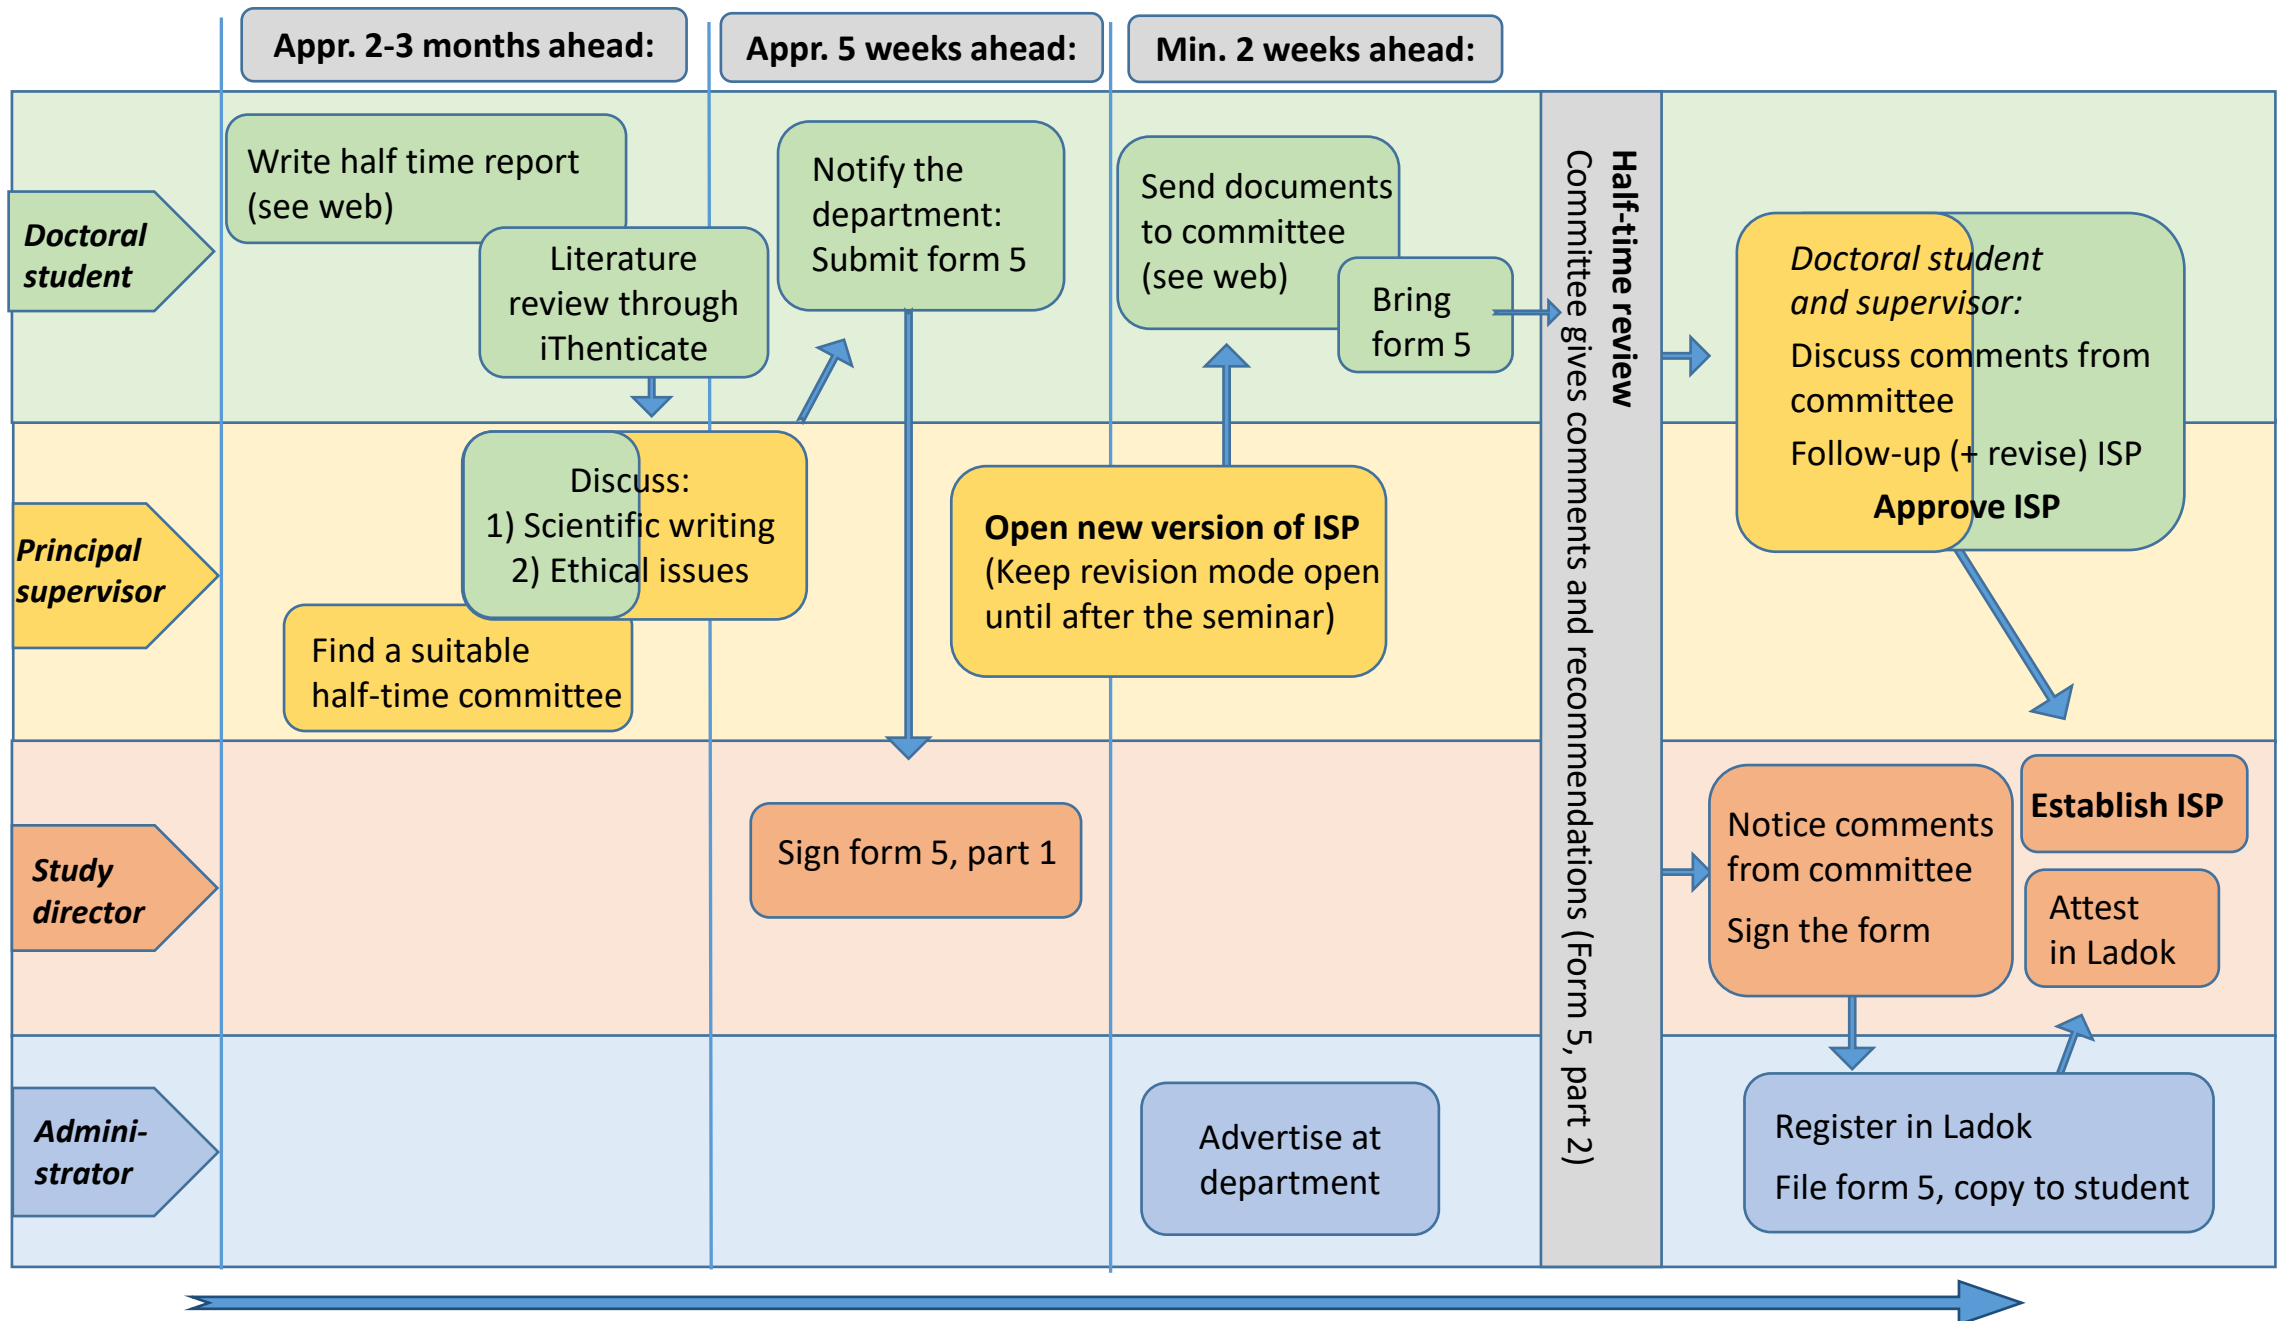 Appr. 2-3 months ahead:
Appr. 5 weeks ahead:
Min. 2 weeks ahead:
Doctoral
student
Write half time report
(see web)
Literature
review through
iThenticate
Notify the
department:
Submit form 5
Send documents
to committee
(see web)
Bring
form 5
Half-time review
Committee gives comments and recommendations (Form 5, part 2)
Doctoral student
and supervisor:
Discuss comments from
committee
Follow-up (+ revise) ISP
Approve ISP
Principal
supervisor
Discuss:
1) Scientific writing
2) Ethical issues
Find a suitable
half-time committee
Open new version of ISP
(Keep revision mode open
until after the seminar)
Study
director
Sign form 5, part 1
Notice comments
from committee
Sign the form
Establish ISP
Attest
in Ladok
Admini-
strator
Advertise at
department
Register in Ladok
File form 5, copy to student